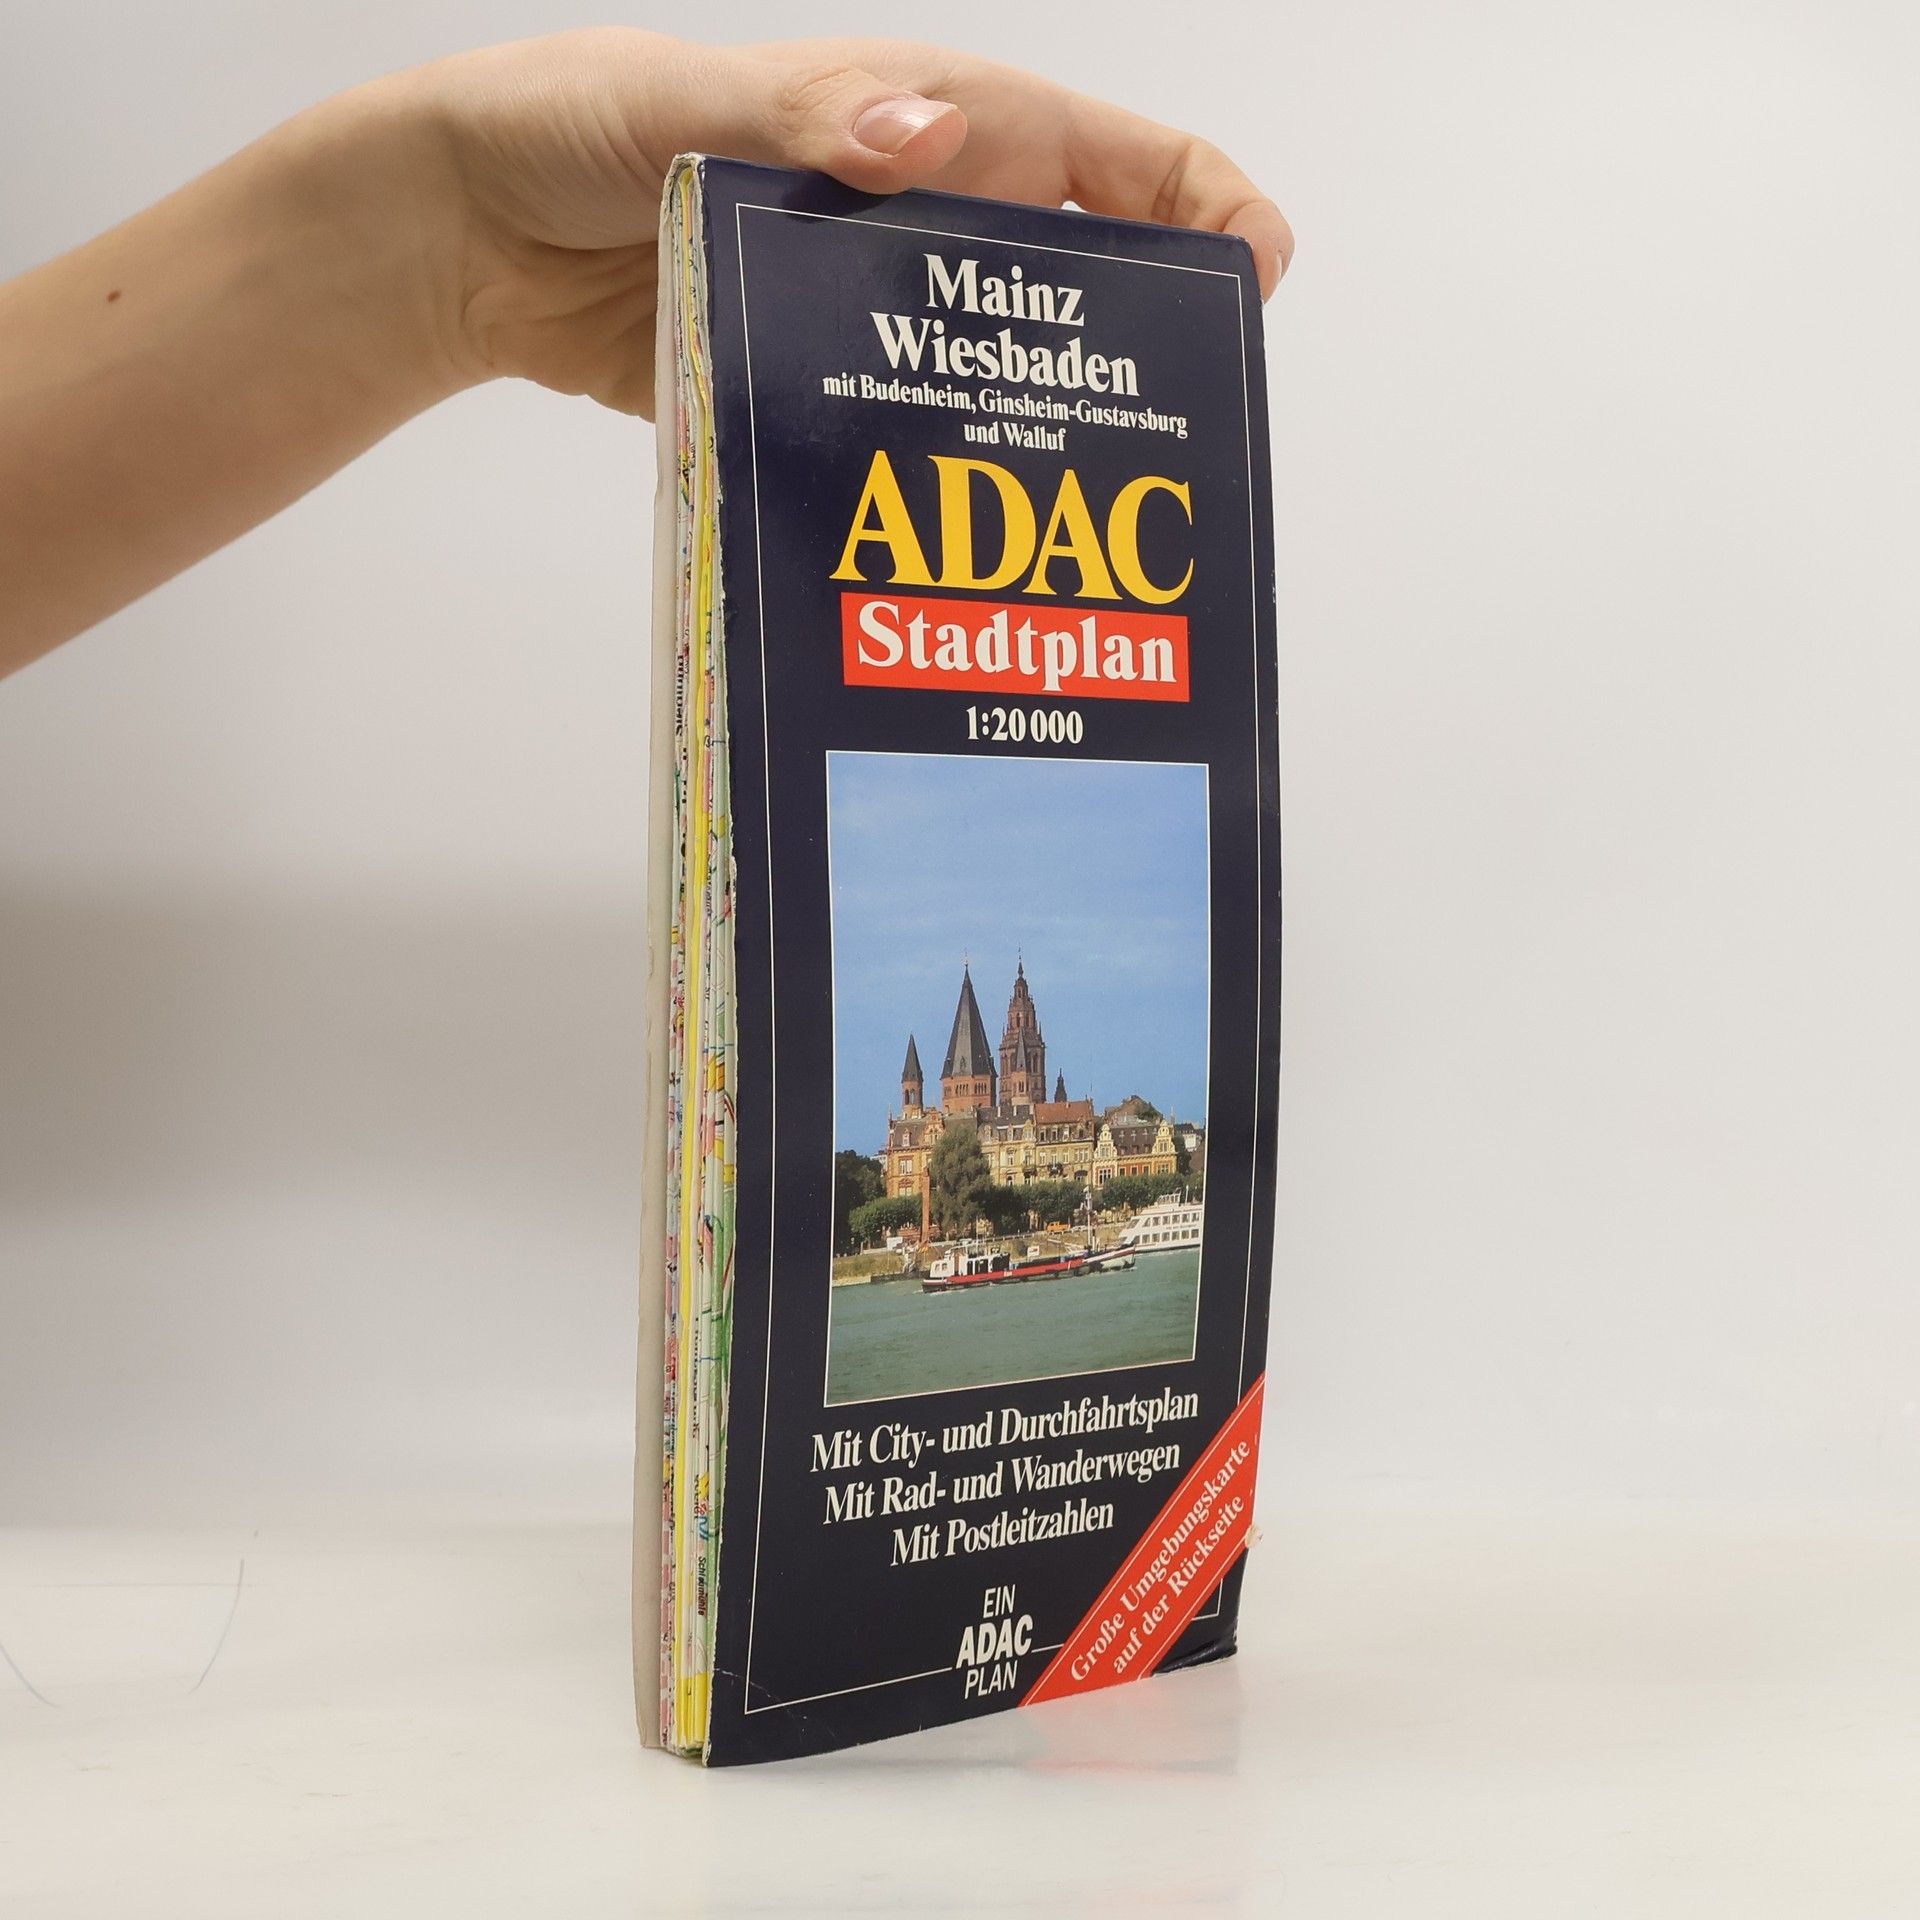 Mainz
Wiesbaden
mit Budenheim, Ginsheim-Gustavsburg
und Walluf
ADAC
Stadtplan
1:20 000
Mit City- und Durchfahrtsplan
Mit Rad- und Wanderwegen
Mit Postleitzahlen
EIN
ADAC
PLAN
Große Umgebungskarte
auf der Rückseite